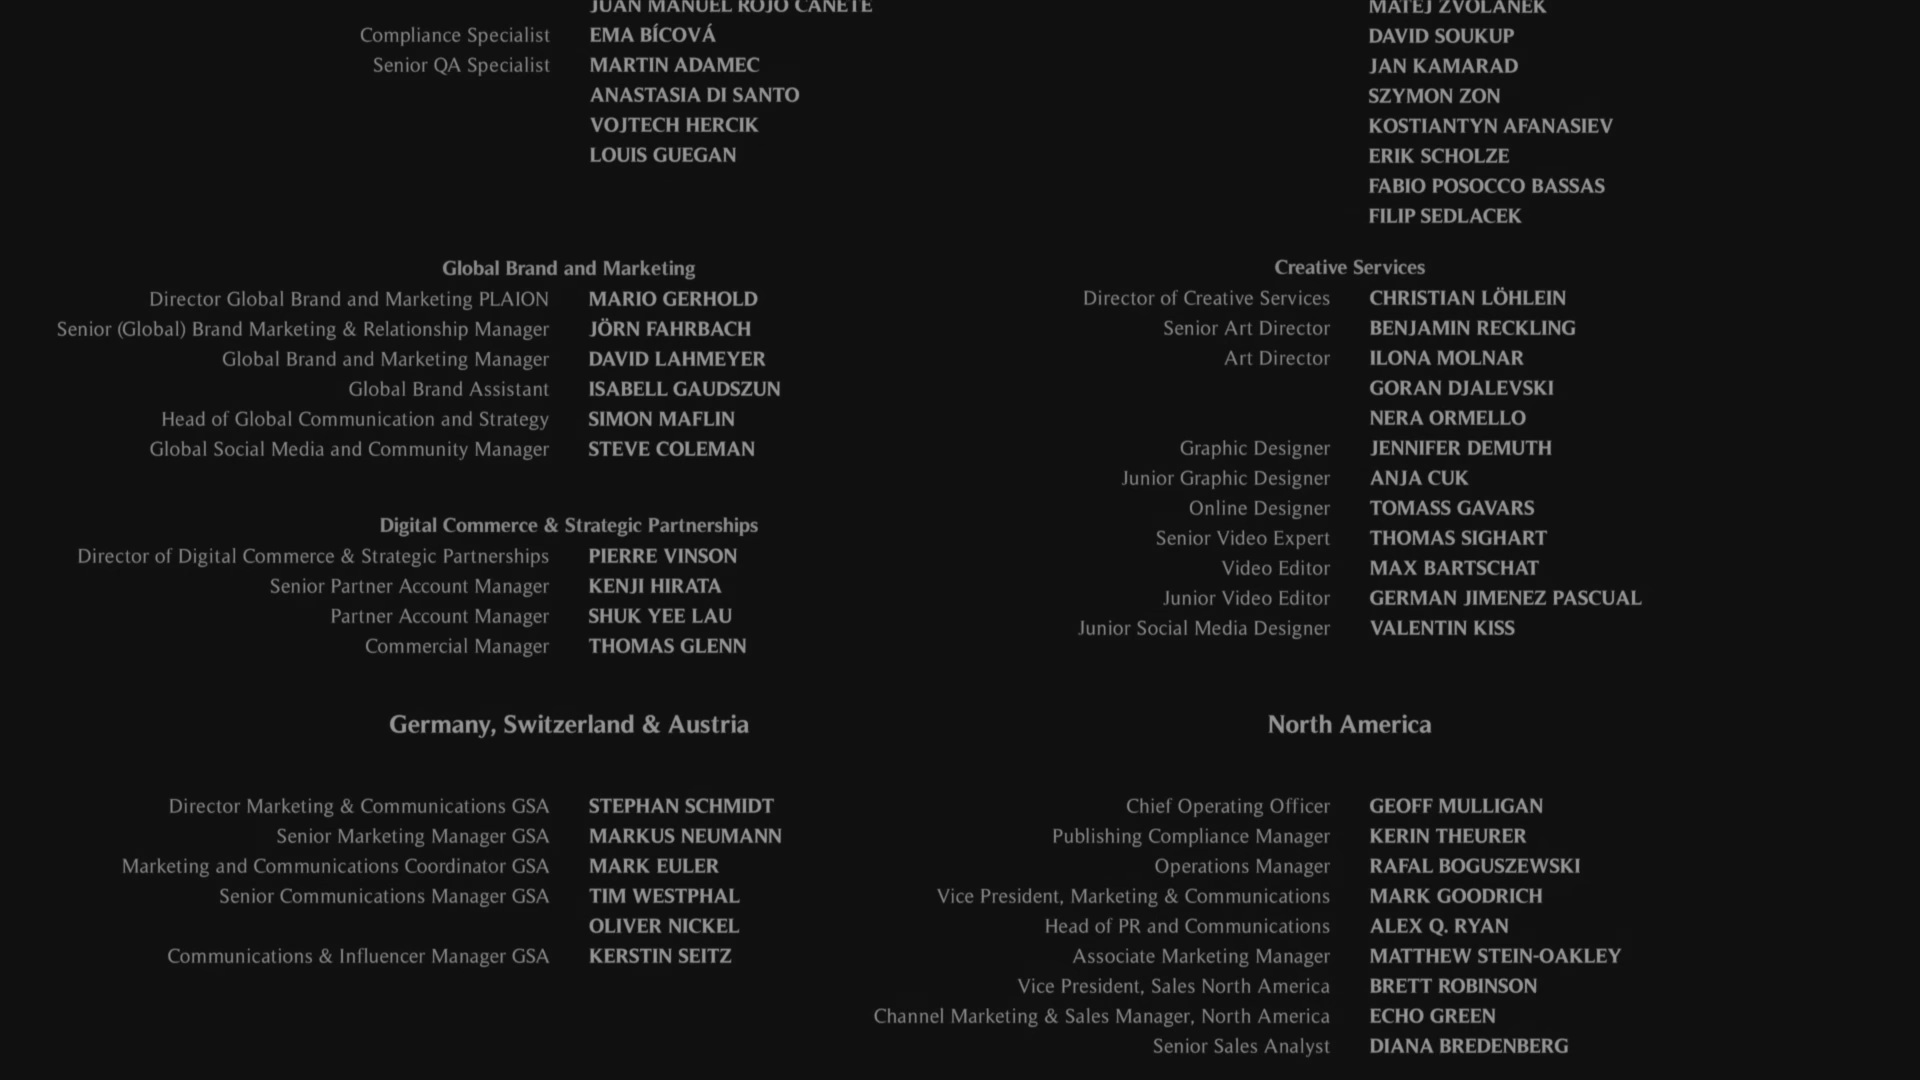 JUAN MANUEL ROJO CAÑETE
Compliance Specialist EMA BÍCOVÁ
Senior QA Specialist MARTIN ADAMEC
ANASTASIA DI SANTO
VOJTECH HERCIK
LOUIS GUEGAN
MATEJ ZVOLANEK
DAVID SOUKUP
JAN KAMARAD
SZYMON ZON
KOSTIANTYN AFANASIEV
ERIK SCHOLZE
FABIO POSOCCO BASSAS
FILIP SEDLACEK
Global Brand and Marketing
Director Global Brand and Marketing PLAION MARIO GERHOLD
Senior (Global) Brand Marketing & Relationship Manager JÖRN FAHRBACH
Global Brand and Marketing Manager DAVID LAHMEYER
Global Brand Assistant ISABELL GAUDSZUN
Head of Global Communication and Strategy SIMON MAFLIN
Global Social Media and Community Manager STEVE COLEMAN
Digital Commerce & Strategic Partnerships
Director of Digital Commerce & Strategic Partnerships PIERRE VINSON
Senior Partner Account Manager KENJI HIRATA
Partner Account Manager SHUK YEE LAU
Commercial Manager THOMAS GLENN
Creative Services
Director of Creative Services CHRISTIAN LÖHLEIN
Senior Art Director BENJAMIN RECKLING
Art Director ILONA MOLNAR
GORAN DJALEVSKI
NERA ORMELLO
Graphic Designer JENNIFER DEMUTH
Junior Graphic Designer ANJA CUK
Online Designer TOMASS GAVARS
Senior Video Expert THOMAS SIGHART
Video Editor MAX BARTSCHAT
Junior Video Editor GERMAN JIMENEZ PASCUAL
Junior Social Media Designer VALENTIN KISS
Germany, Switzerland & Austria
Director Marketing & Communications GSA STEPHAN SCHMIDT
Senior Marketing Manager GSA MARKUS NEUMANN
Marketing and Communications Coordinator GSA MARK EULER
Senior Communications Manager GSA TIM WESTPHAL
OLIVER NICKEL
Communications & Influencer Manager GSA KERSTIN SEITZ
North America
Chief Operating Officer GEOFF MULLIGAN
Publishing Compliance Manager KERIN THEURER
Operations Manager RAFAL BOGUSZEWSKI
Vice President, Marketing & Communications MARK GOODRICH
Head of PR and Communications ALEX Q. RYAN
Associate Marketing Manager MATTHEW STEIN-OAKLEY
Vice President, Sales North America BRETT ROBINSON
Channel Marketing & Sales Manager, North America ECHO GREEN
Senior Sales Analyst DIANA BREDENBERG